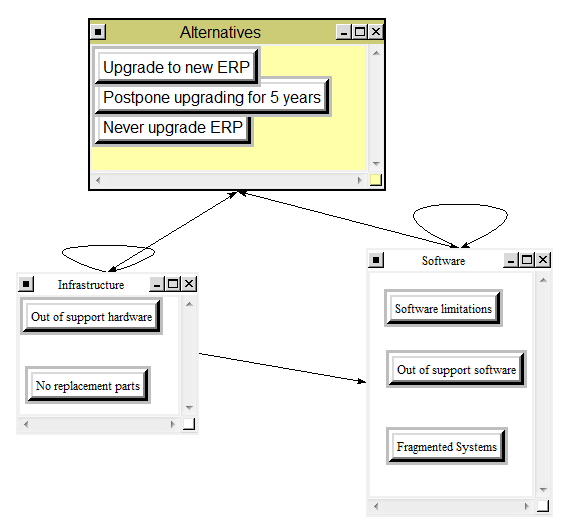 Alternatives
Upgrade to new ERP
Postpone upgrading for 5 years
Never upgrade ERP
Infrastructure
Out of support hardware
No replacement parts
Software
Software limitations
Out of support software
Fragmented Systems